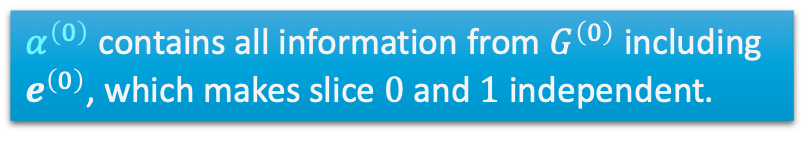 α⁽⁰⁾ contains all information from G⁽⁰⁾ including
e⁽⁰⁾, which makes slice 0 and 1 independent.